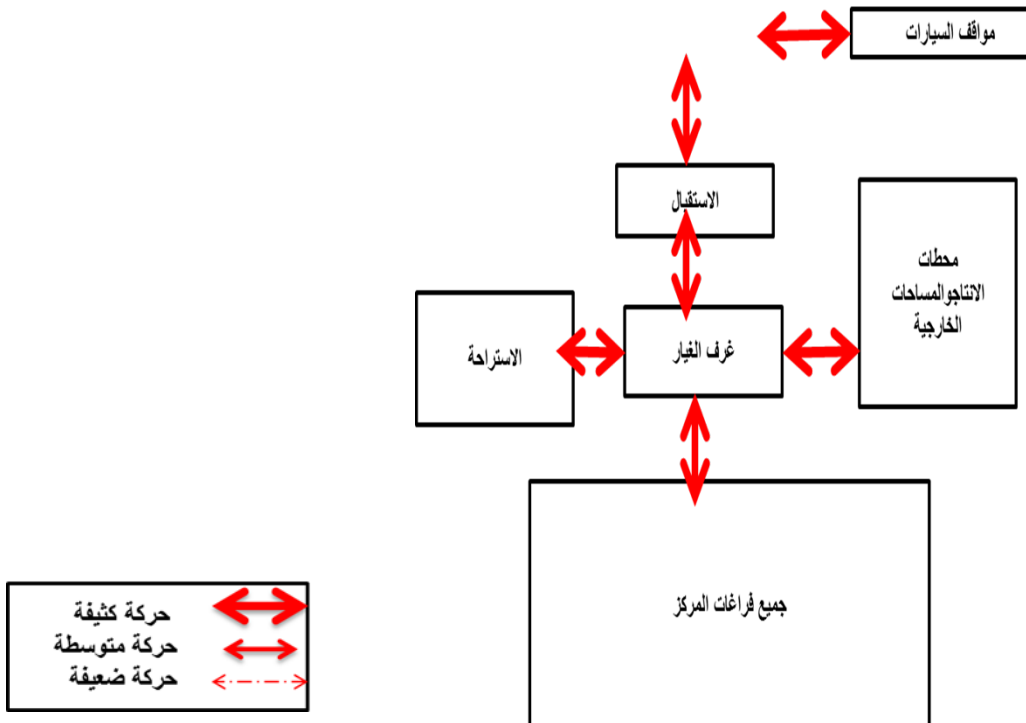 مواقف السيارات
الاستقبال
محطات
الانتاجوالمساحات
الخارجية
غرف الغيار
الاستراحة
جميع فراغات المركز
حركة كثيفة
حركة متوسطة
حركة ضعيفة